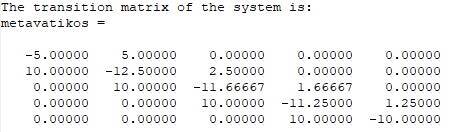 The transition matrix of the system is:
metavatikos =
-5.00000 5.00000 0.00000 0.00000 0.00000
10.00000 -12.50000 2.50000 0.00000 0.00000
0.00000 10.00000 -11.66667 1.66667 0.00000
0.00000 0.00000 10.00000 -11.25000 1.25000
0.00000 0.00000 0.00000 10.00000 -10.00000